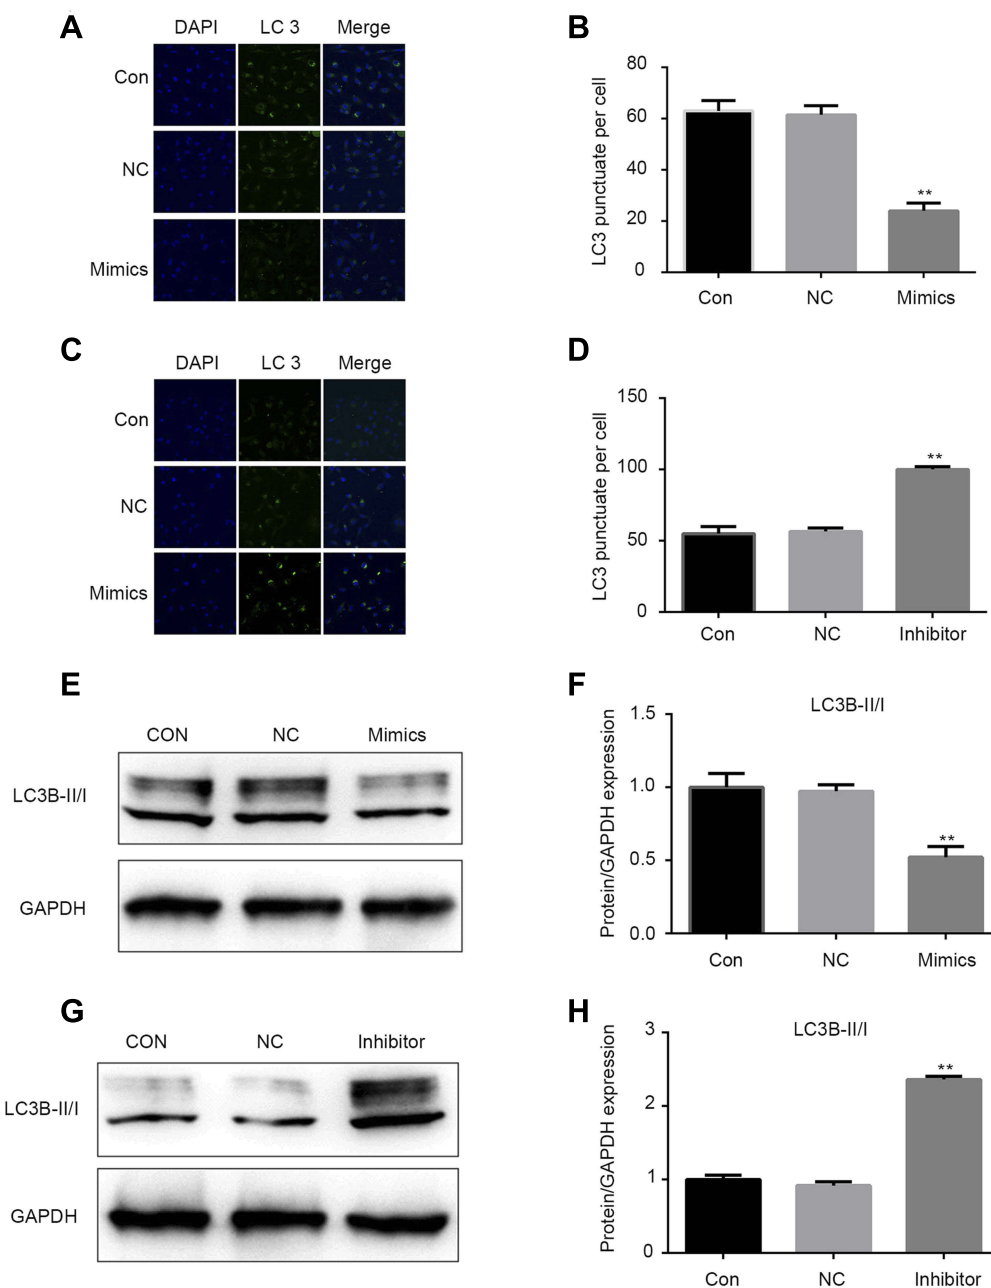 A
DAPI LC 3 Merge
Con
NC
Mimics
B
LC3 punctuate per cell
80
60
40
20
0
**
Con NC Mimics
C
DAPI LC 3 Merge
Con
NC
Mimics
D
LC3 punctuate per cell
150
100
50
0
**
Con NC Inhibitor
E
CON NC Mimics
LC3B-II/I
GAPDH
F
LC3B-II/I
Protein/GAPDH expression
1.5
1.0
0.5
0.0
**
Con NC Mimics
G
CON NC Inhibitor
LC3B-II/I
GAPDH
H
LC3B-II/I
Protein/GAPDH expression
3
2
1
0
**
Con NC Inhibitor